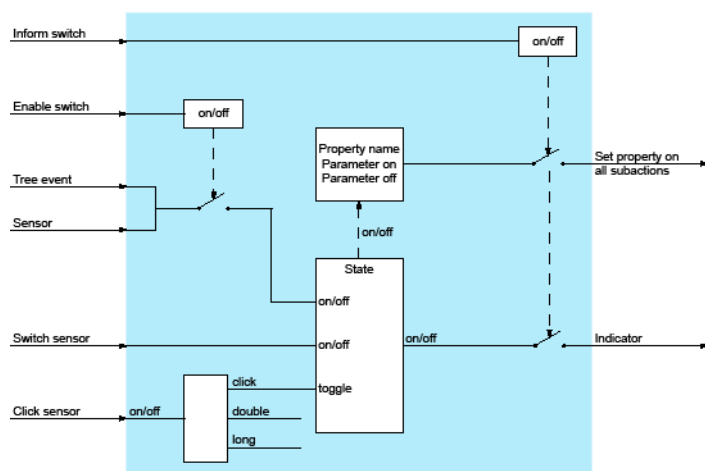 Inform switch
on/off
Enable switch
on/off
Property name
Parameter on
Parameter off
Set property on
all subactions
Tree event
Sensor
on/off
State
on/off
Switch sensor
on/off
on/off
Indicator
click
toggle
Click sensor
on/off
double
long